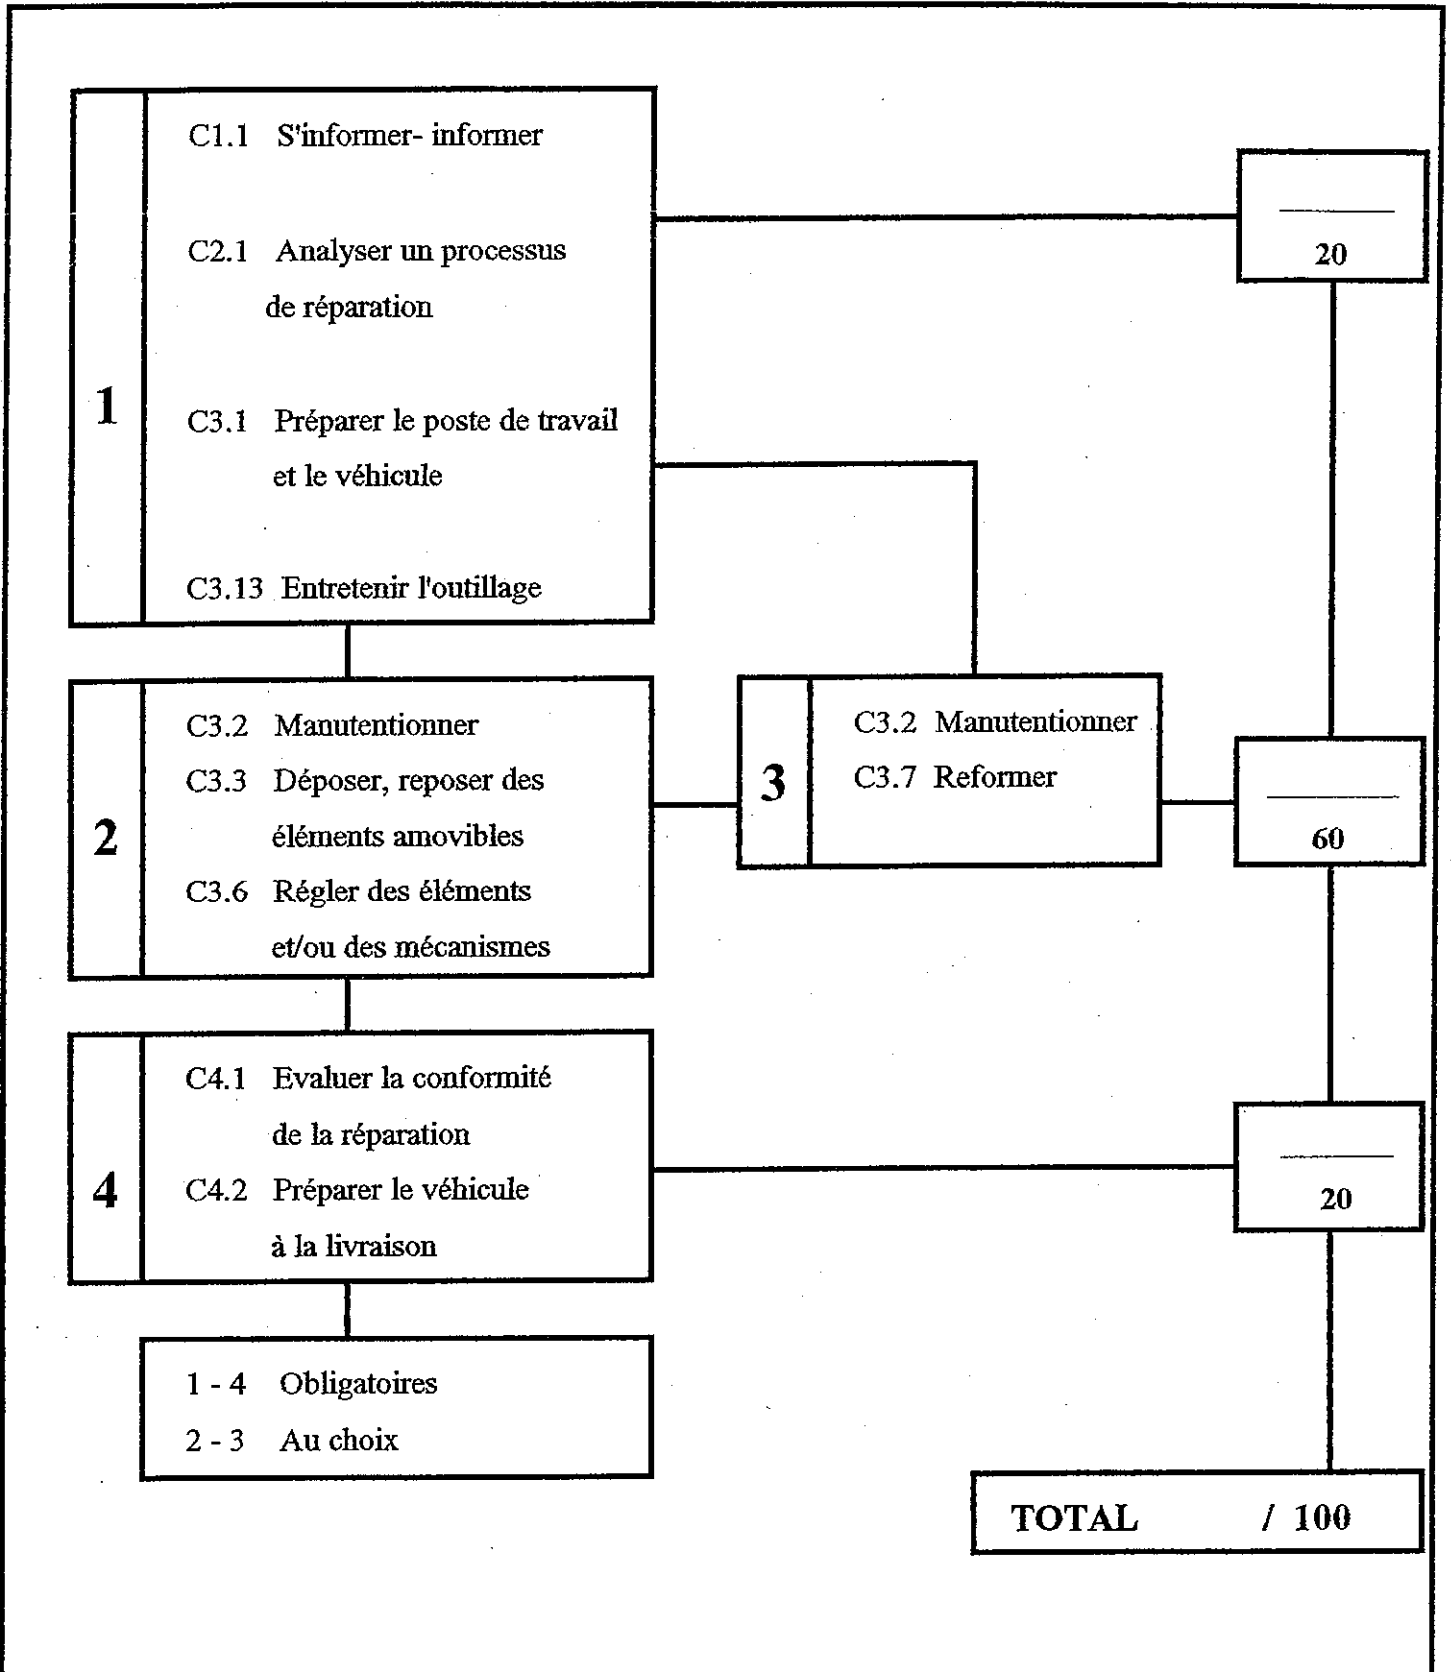 1
C1.1 S'informer- informer
C2.1 Analyser un processus
de réparation
C3.1 Préparer le poste de travail
et le véhicule
C3.13 Entretenir l'outillage
20
2
C3.2 Manutentionner
C3.3 Déposer, reposer des
éléments amovibles
C3.6 Régler des éléments
et/ou des mécanismes
3
C3.2 Manutentionner
C3.7 Reformer
60
4
C4.1 Evaluer la conformité
de la réparation
C4.2 Préparer le véhicule
à la livraison
20
1 - 4 Obligatoires
2 - 3 Au choix
TOTAL / 100